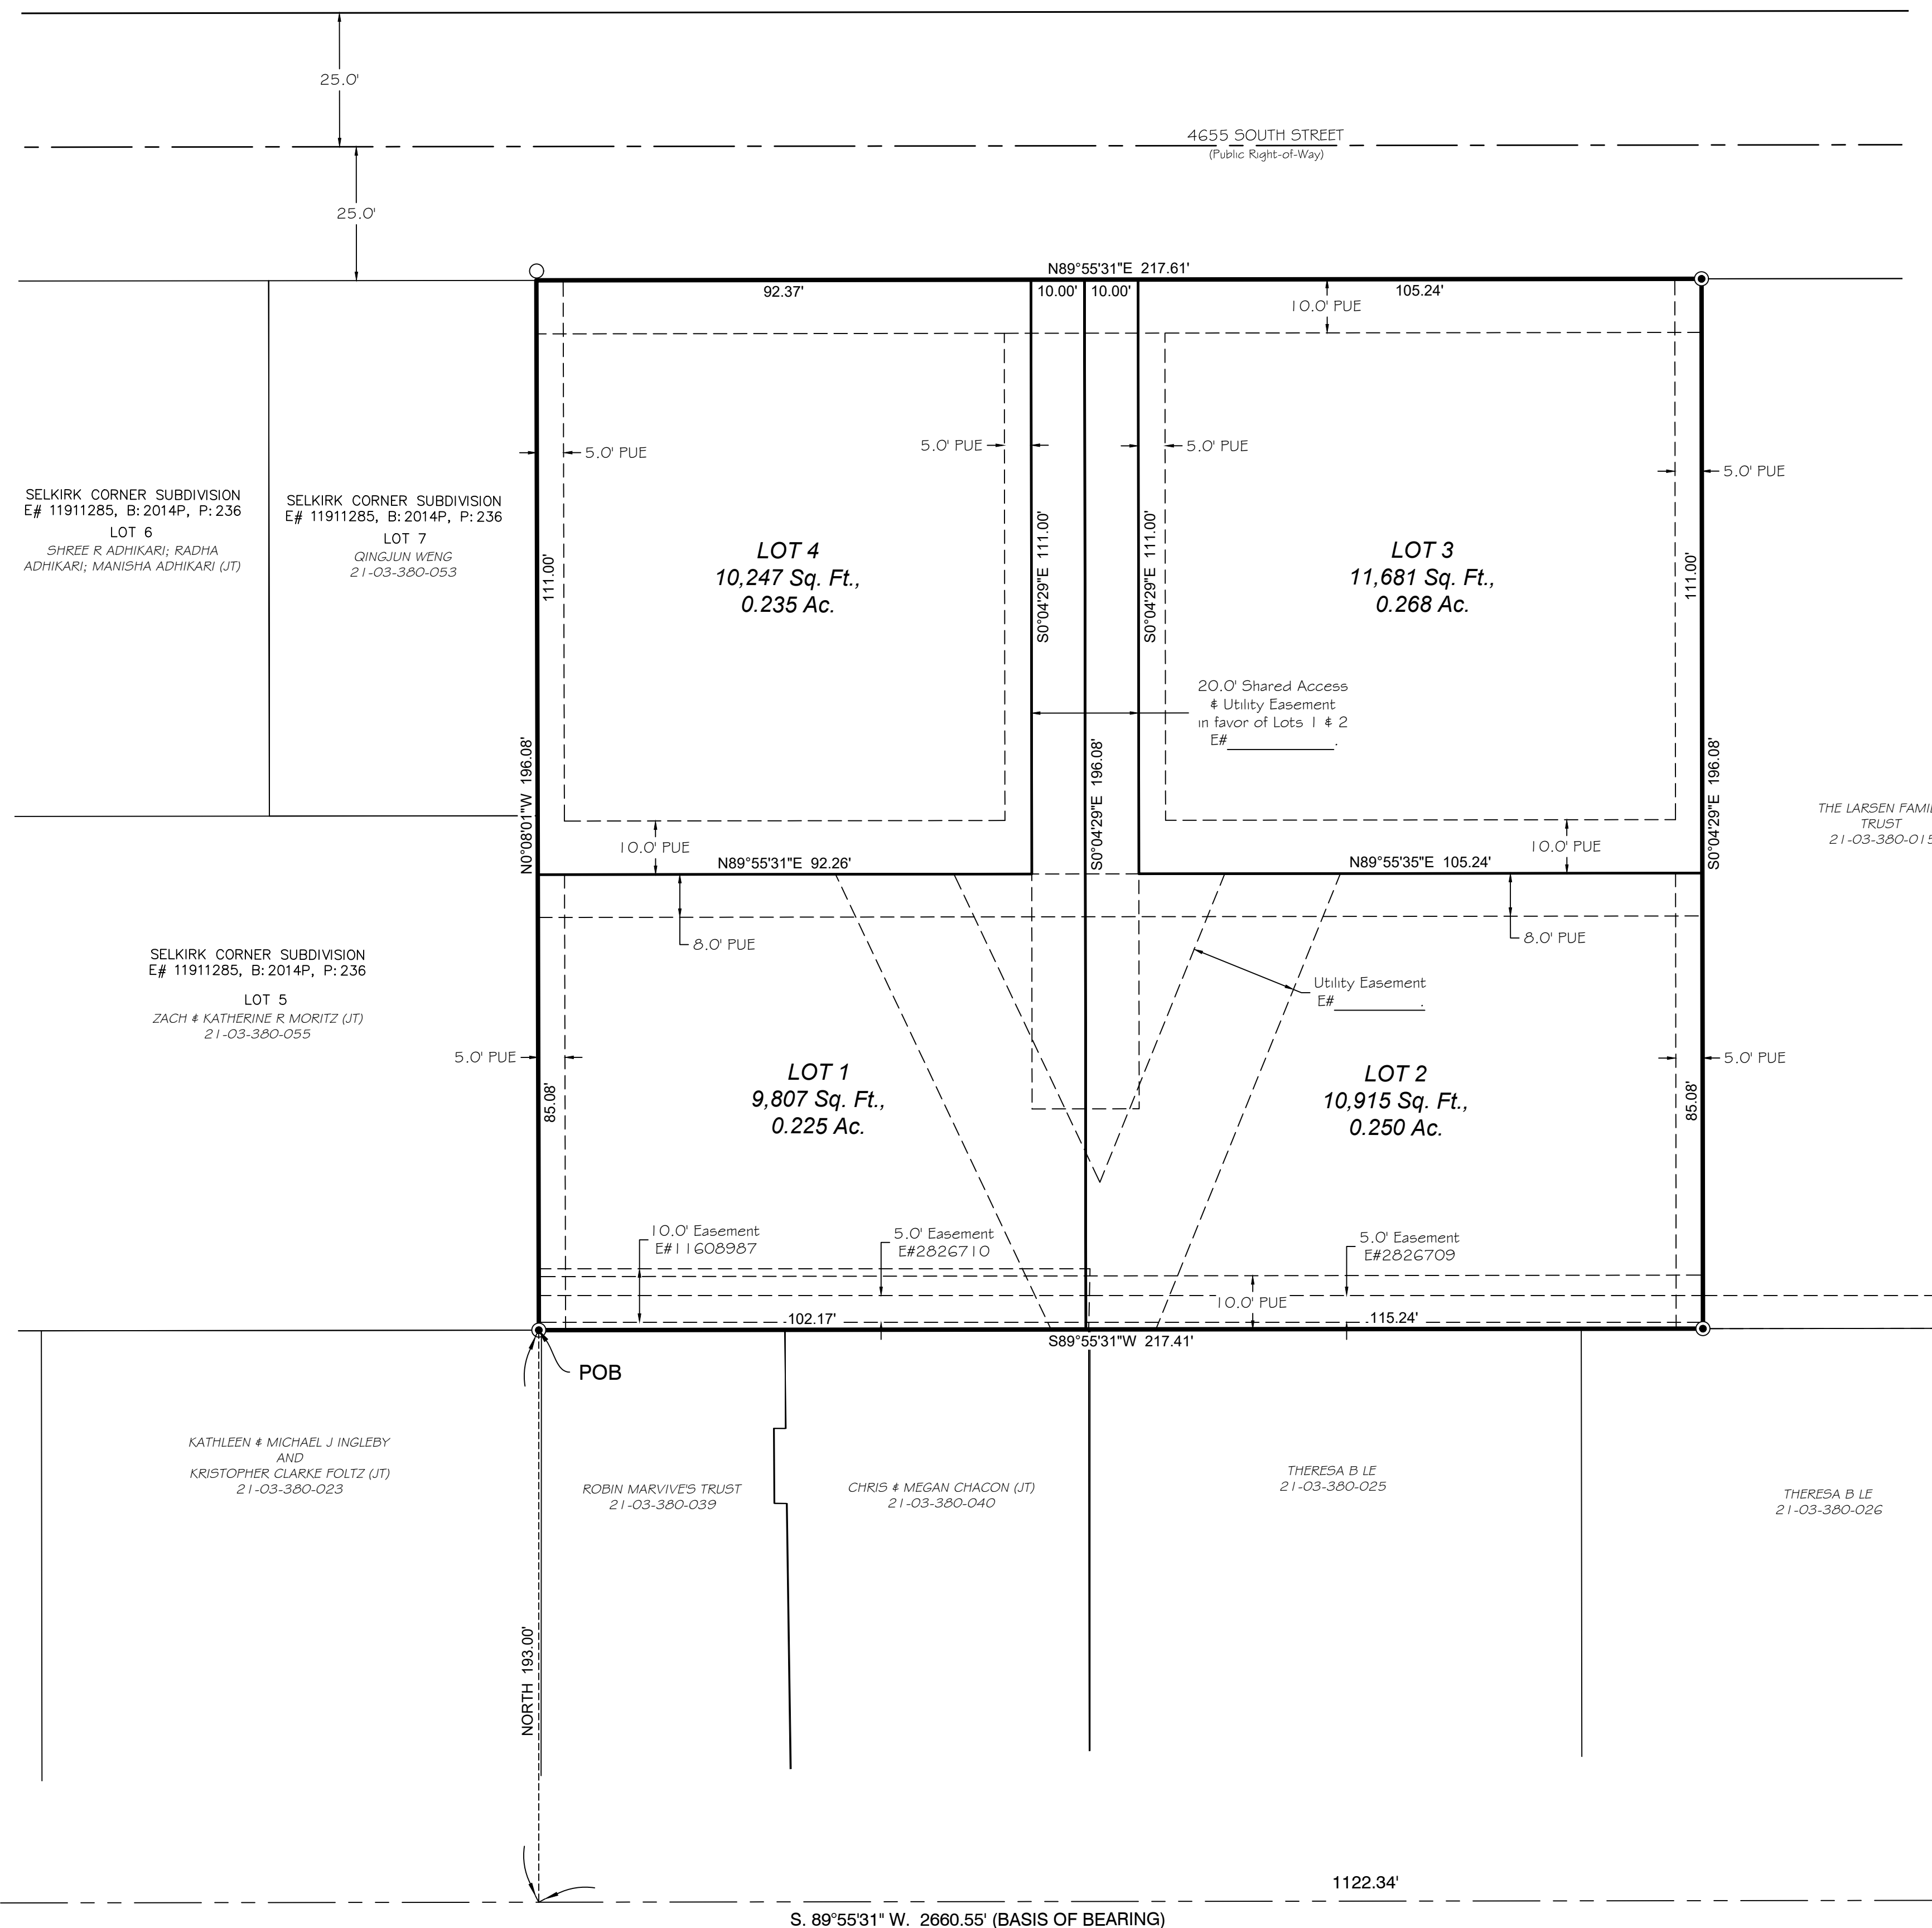 25.0'
4655 SOUTH STREET
(Public Right-of-Way)
25.0'
N89°55'31"E 217.61'
92.37'
10.00'
10.00'
105.24'
10.0' PUE
5.0' PUE
5.0' PUE
5.0' PUE
5.0' PUE
SELKIRK CORNER SUBDIVISION
E# 11911285, B:2014P, P:236
LOT 6
SHREE R ADHIKARI; RADHA
ADHIKARI; MANISHA ADHIKARI (JT)
SELKIRK CORNER SUBDIVISION
E# 11911285, B:2014P, P:236
LOT 7
QINGJUN WENG
21-03-380-053
111.00'
LOT 4
10,247 Sq. Ft.,
0.235 Ac.
S0°04'29"E 111.00'
S0°04'29"E 111.00'
LOT 3
11,681 Sq. Ft.,
0.268 Ac.
111.00'
20.0' Shared Access
& Utility Easement
in favor of Lots 1 & 2
E#____________.
N0°08'01"W 196.08'
S0°04'29"E 196.08'
S0°04'29"E 196.08'
THE LARSEN FAMI
TRUST
21-03-380-015
10.0' PUE
10.0' PUE
N89°55'31"E 92.26'
N89°55'35"E 105.24'
8.0' PUE
8.0' PUE
SELKIRK CORNER SUBDIVISION
E# 11911285, B:2014P, P:236
LOT 5
ZACH & KATHERINE R MORITZ (JT)
21-03-380-055
Utility Easement
E#__________.
5.0' PUE
5.0' PUE
85.08'
LOT 1
9,807 Sq. Ft.,
0.225 Ac.
LOT 2
10,915 Sq. Ft.,
0.250 Ac.
85.08'
10.0' Easement
E#11608987
5.0' Easement
E#2826710
5.0' Easement
E#2826709
10.0' PUE
102.17'
115.24'
S89°55'31"W 217.41'
POB
KATHLEEN & MICHAEL J INGLEBY
AND
KRISTOPHER CLARKE FOLTZ (JT)
21-03-380-023
ROBIN MARVIVE'S TRUST
21-03-380-039
CHRIS & MEGAN CHACON (JT)
21-03-380-040
THERESA B LE
21-03-380-025
THERESA B LE
21-03-380-026
NORTH 193.00'
1122.34'
S. 89°55'31" W. 2660.55' (BASIS OF BEARING)